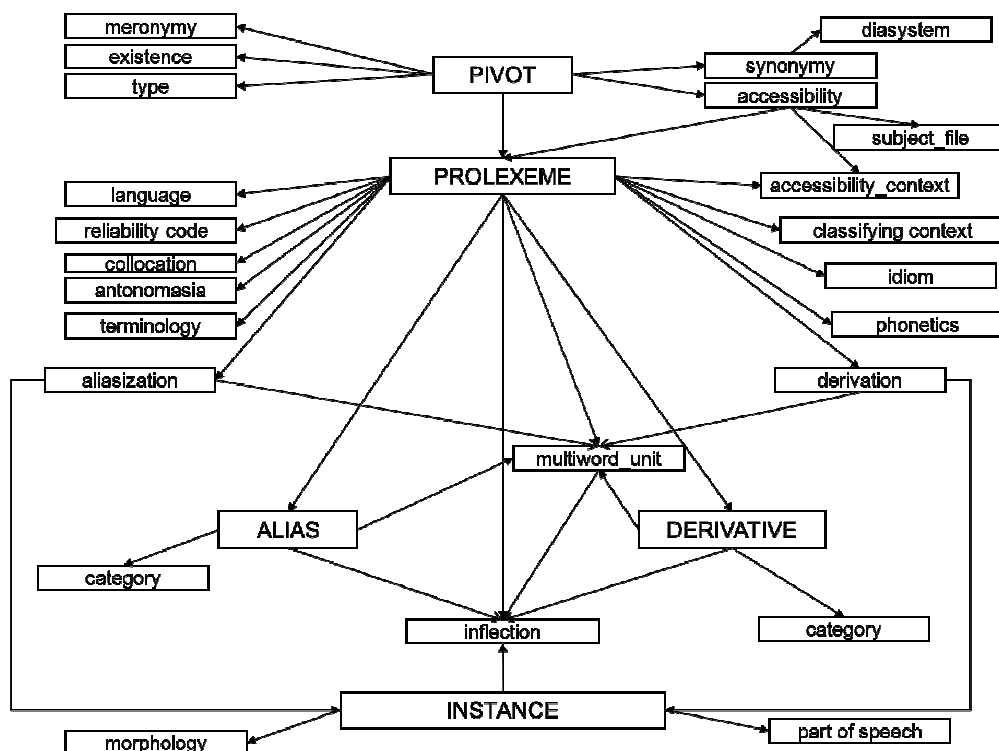 meronymy
existence
type
PIVOT
diasystem
synonymy
accessibility
subject_file
PROLEXEME
accessibility_context
language
reliability code
collocation
antonomasia
terminology
classifying context
idiom
phonetics
aliasization
derivation
multiword_unit
ALIAS
DERIVATIVE
category
inflection
category
INSTANCE
morphology
part of speech